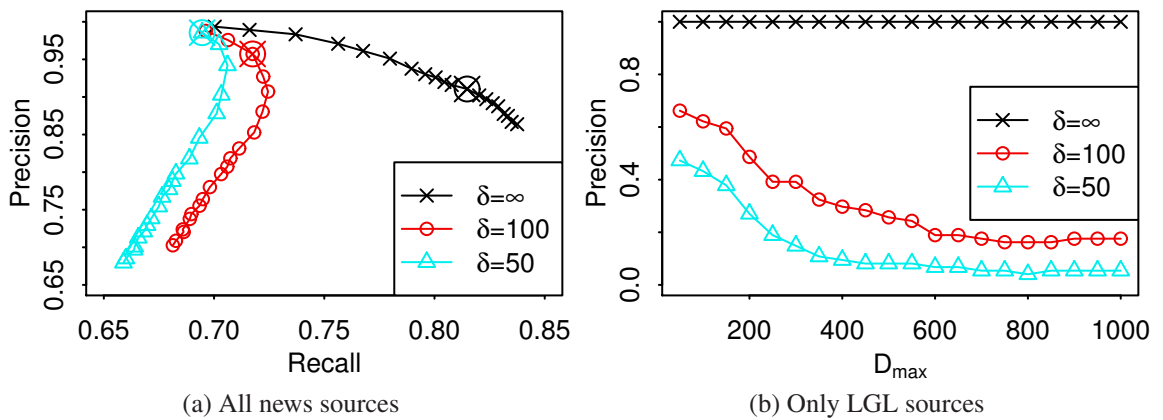 Precision
0.65 0.75 0.85 0.95
0.65 0.70 0.75 0.80 0.85
Recall
δ=∞
δ=100
δ=50
(a) All news sources
Precision
0.0 0.4 0.8
200 400 600 800 1000
Dmax
δ=∞
δ=100
δ=50
(b) Only LGL sources